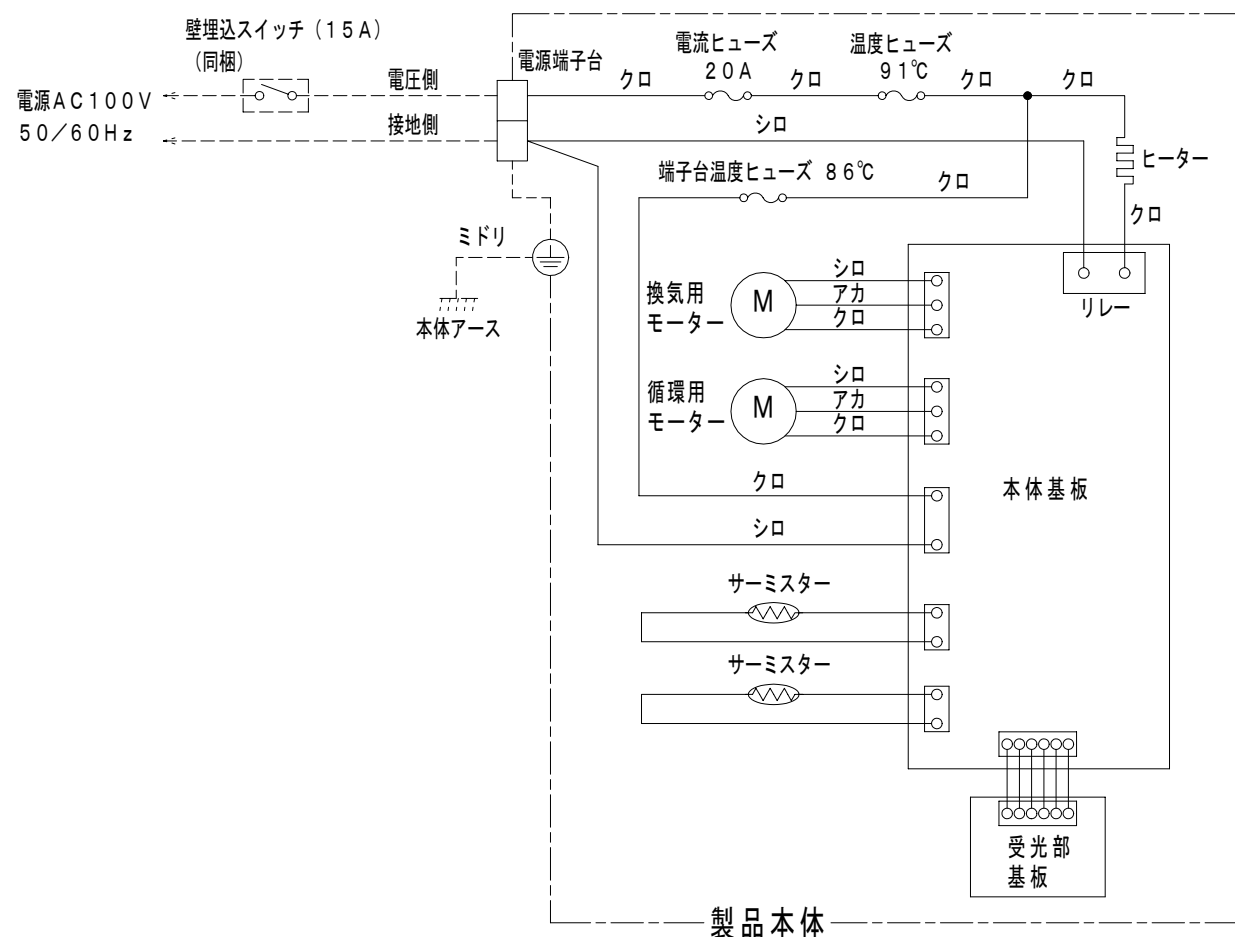 壁埋込スイッチ（１５Ａ）
（同梱）
電源ＡＣ１００Ｖ
５０／６０Ｈｚ
電圧側
接地側
電源端子台
クロ
電流ヒューズ
２０Ａ
クロ
温度ヒューズ
９１℃
クロ
クロ
シロ
ヒーター
端子台温度ヒューズ ８６℃
クロ
クロ
ミドリ
本体アース
リレー
換気用
モーター
M
シロ
アカ
クロ
循環用
モーター
M
シロ
アカ
クロ
本体基板
クロ
シロ
サーミスター
サーミスター
受光部
基板
製品本体